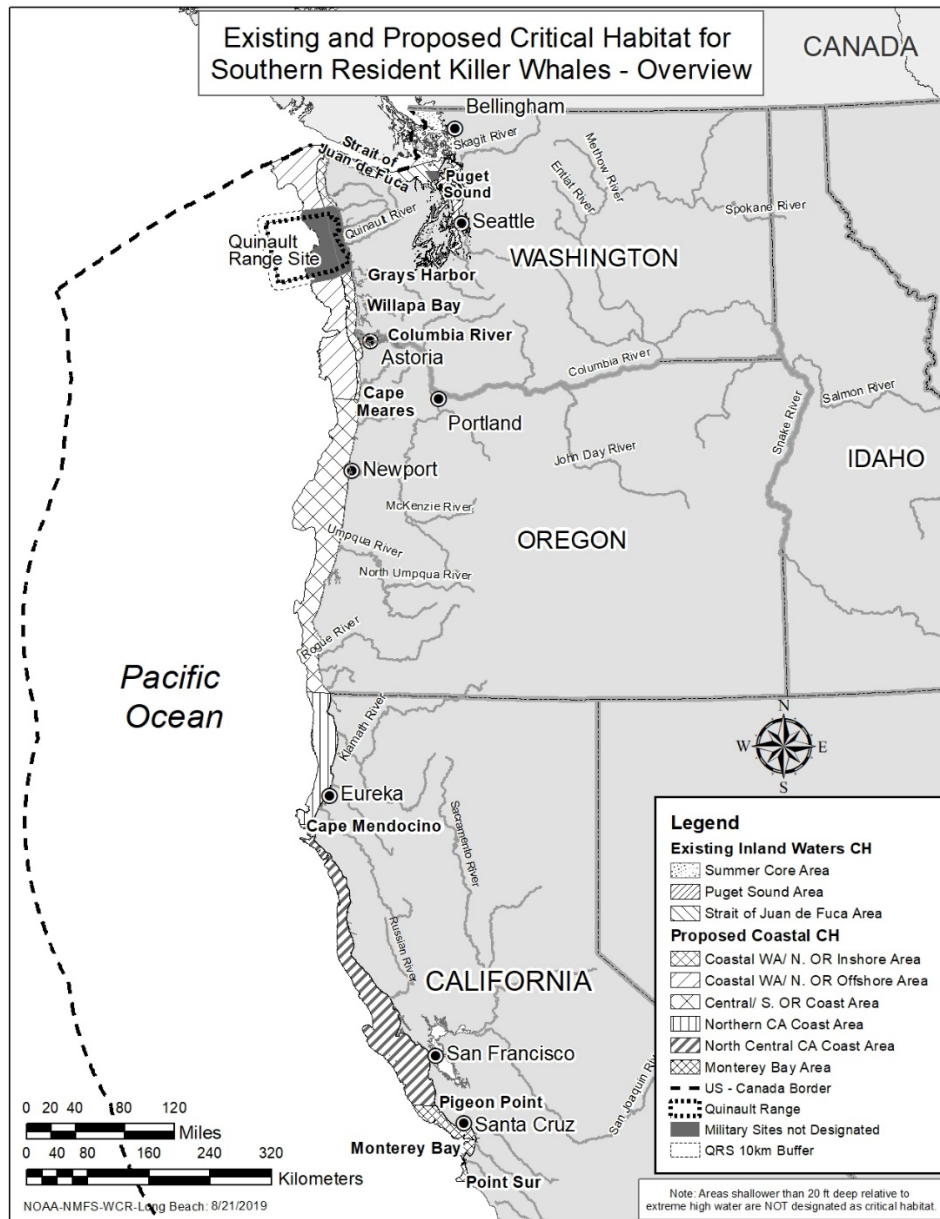 Existing and Proposed Critical Habitat for
Southern Resident Killer Whales - Overview
CANADA
Bellingham
Skagit River
Strait of
Juan de Fuca
Puget
Sound
Methow River
Entiat River
Spokane River
Quinault River
Seattle
Quinault
Range Site
WASHINGTON
Grays Harbor
Willapa Bay
Columbia River
Astoria
Columbia River
Cape
Meares
Portland
Salmon River
Snake River
John Day River
IDAHO
Newport
McKenzie River
Umpqua River
OREGON
North Umpqua River
Rogue River
Pacific
Ocean
Klamath River
N
W
E
S
Eureka
Cape Mendocino
Sacramento River
Russian River
CALIFORNIA
San Francisco
Pigeon Point
Santa Cruz
San Joaquin Riv
Monterey Bay
Point Sur
Legend
Existing Inland Waters CH
Summer Core Area
Puget Sound Area
Strait of Juan de Fuca Area
Proposed Coastal CH
Coastal WA/ N. OR Inshore Area
Coastal WA/ N. OR Offshore Area
Central/ S. OR Coast Area
Northern CA Coast Area
North Central CA Coast Area
Monterey Bay Area
US - Canada Border
Quinault Range
Military Sites not Designated
QRS 10km Buffer
0 20 40 80 120
Miles
0 40 80 160 240 320
Kilometers
NOAA-NMFS-WCR-Long Beach: 8/21/2019
Note: Areas shallower than 20 ft deep relative to
extreme high water are NOT designated as critical habitat.